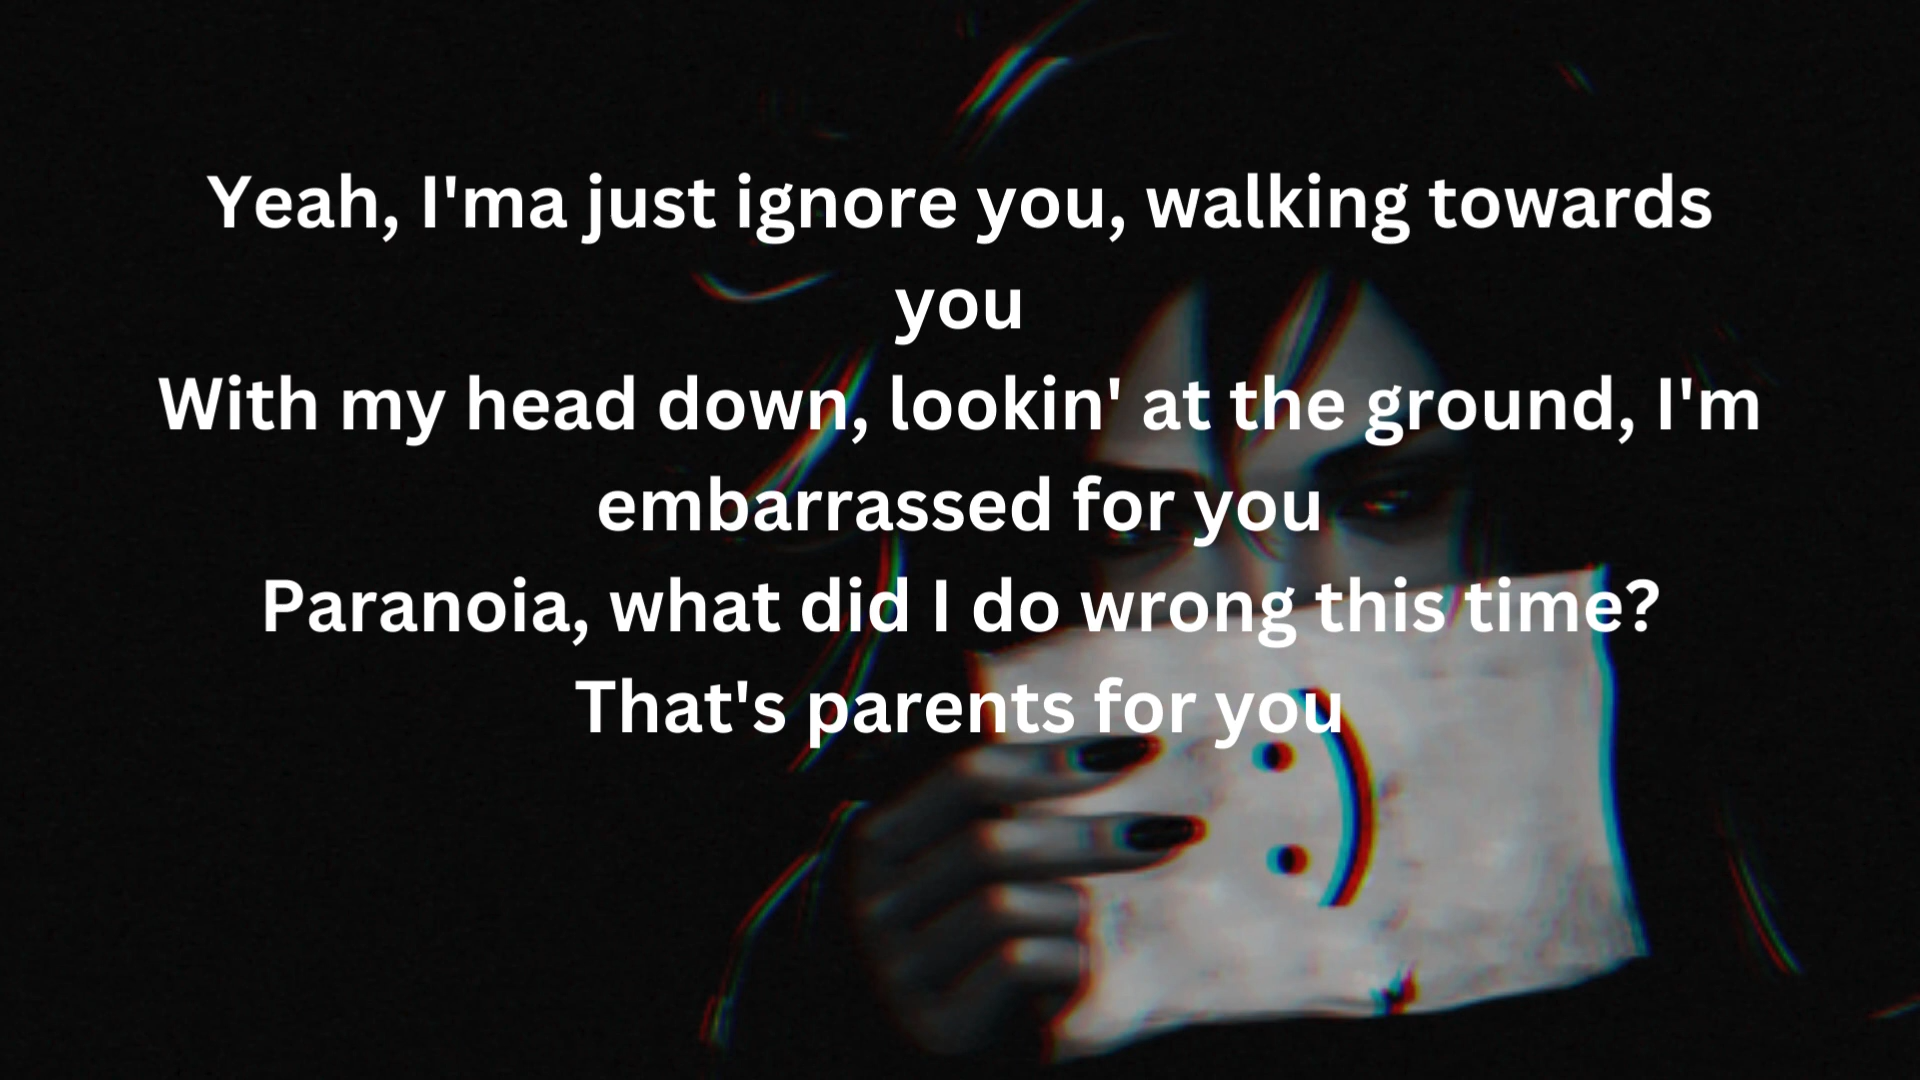 Yeah, I'ma just ignore you, walking towards
you
With my head down, lookin' at the ground, I'm
embarrassed for you
Paranoia, what did I do wrong this time?
That's parents for you